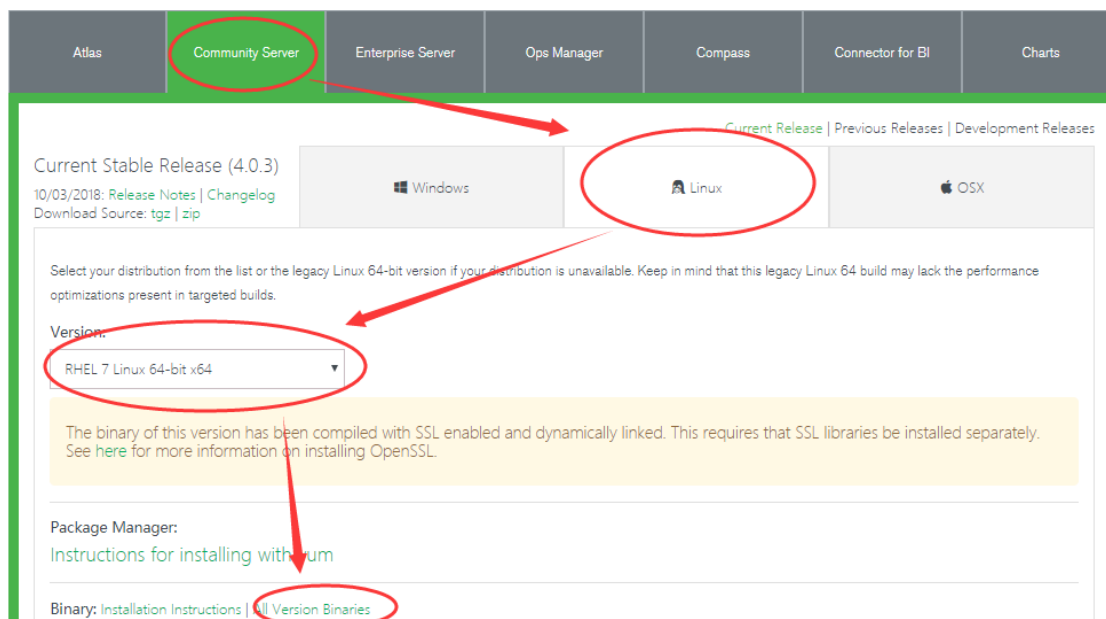 Atlas
Community Server
Enterprise Server
Ops Manager
Compass
Connector for BI
Charts
Current Release | Previous Releases | Development Releases
Current Stable Release (4.0.3)
10/03/2018: Release Notes | Changelog
Download Source: tgz | zip
Windows
Linux
OSX
Select your distribution from the list or the legacy Linux 64-bit version if your distribution is unavailable. Keep in mind that this legacy Linux 64 build may lack the performance
optimizations present in targeted builds.
Version:
RHEL 7 Linux 64-bit x64
The binary of this version has been compiled with SSL enabled and dynamically linked. This requires that SSL libraries be installed separately.
See here for more information on installing OpenSSL.
Package Manager:
Instructions for installing with yum
Binary: Installation Instructions | All Version Binaries